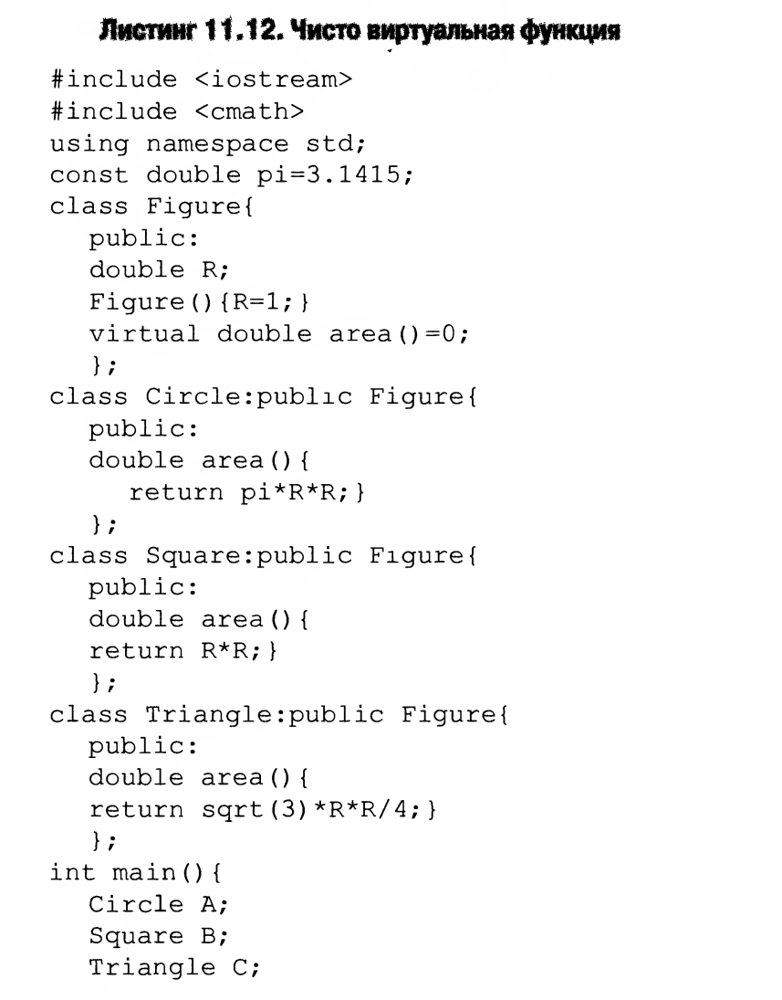 Листинг 11.12. Чисто виртуальная функция
#include <iostream>
#include <cmath>
using namespace std;
const double pi=3.1415;
class Figure{
public:
double R;
Figure(){R=1;}
virtual double area()=0;
};
class Circle:public Figure{
public:
double area(){
return pi*R*R;}
};
class Square:public Figure{
public:
double area(){
return R*R;}
};
class Triangle:public Figure{
public:
double area(){
return sqrt(3)*R*R/4;}
};
int main(){
Circle A;
Square B;
Triangle C;